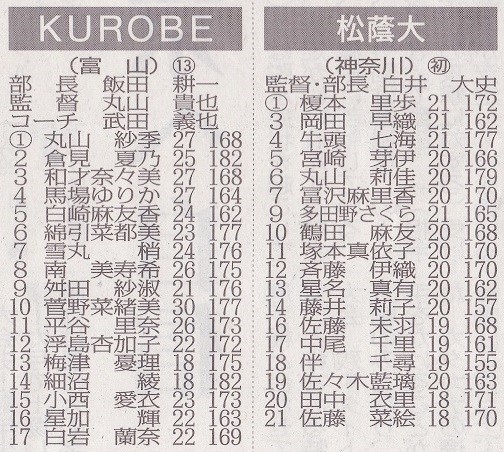 KUROBE
（富山）⑬
部長 飯田耕一
監督 丸山貴也
コーチ 武田義也
① 丸山紗季 27 168
2 倉見夏乃 25 182
3 和才奈々美 27 168
4 馬場ゆりか 27 164
5 白崎麻友香 24 162
6 綿引菜都美 23 177
7 雪丸梢 24 176
8 南美寿希 26 175
9 舛田紗淑 21 176
10 菅野菜緒美 30 177
11 平谷里奈 26 173
12 浮島杏加子 22 172
13 梅津憂理 18 175
14 細沼綾 18 182
15 小西愛衣 23 173
16 星加輝 22 163
17 白岩蘭奈 22 169
松蔭大
（神奈川）㊙初
監督・部長 白井大史
① 榎本里歩 21 172
3 岡田早織 21 162
4 牛頭七海 21 177
5 宮崎芽伊 20 166
6 丸山莉佳 20 179
7 冨沢麻里香 20 170
9 多田野さくら 21 165
10 鶴田麻友 20 168
11 塚本真依子 20 170
12 斉藤伊織 20 170
13 星名真有 20 162
14 藤井莉子 20 157
16 佐藤未羽 19 168
17 中尾千里 19 161
18 伴千尋 19 155
19 佐々木藍璃 20 163
20 田中衣里 18 171
21 佐藤菜絵 18 170